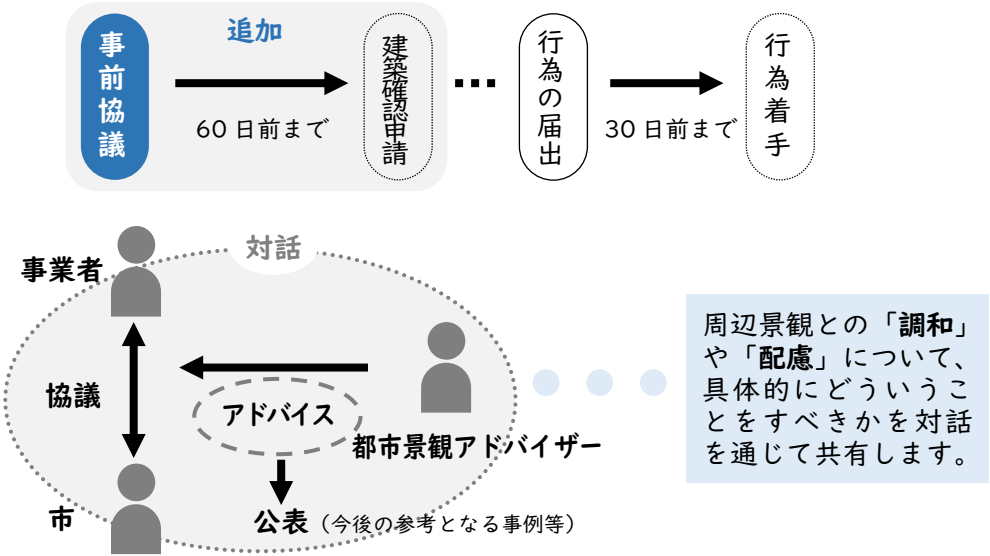 追加
事前協議
60日前まで
建築確認申請
…
行為の届出
30日前まで
行為着手
対話
事業者
協議
アドバイス
都市景観アドバイザー
市
公表（今後の参考となる事例等）
周辺景観との「調和」
や「配慮」について、
具体的にどういうこ
とをすべきかを対話
を通じて共有します。